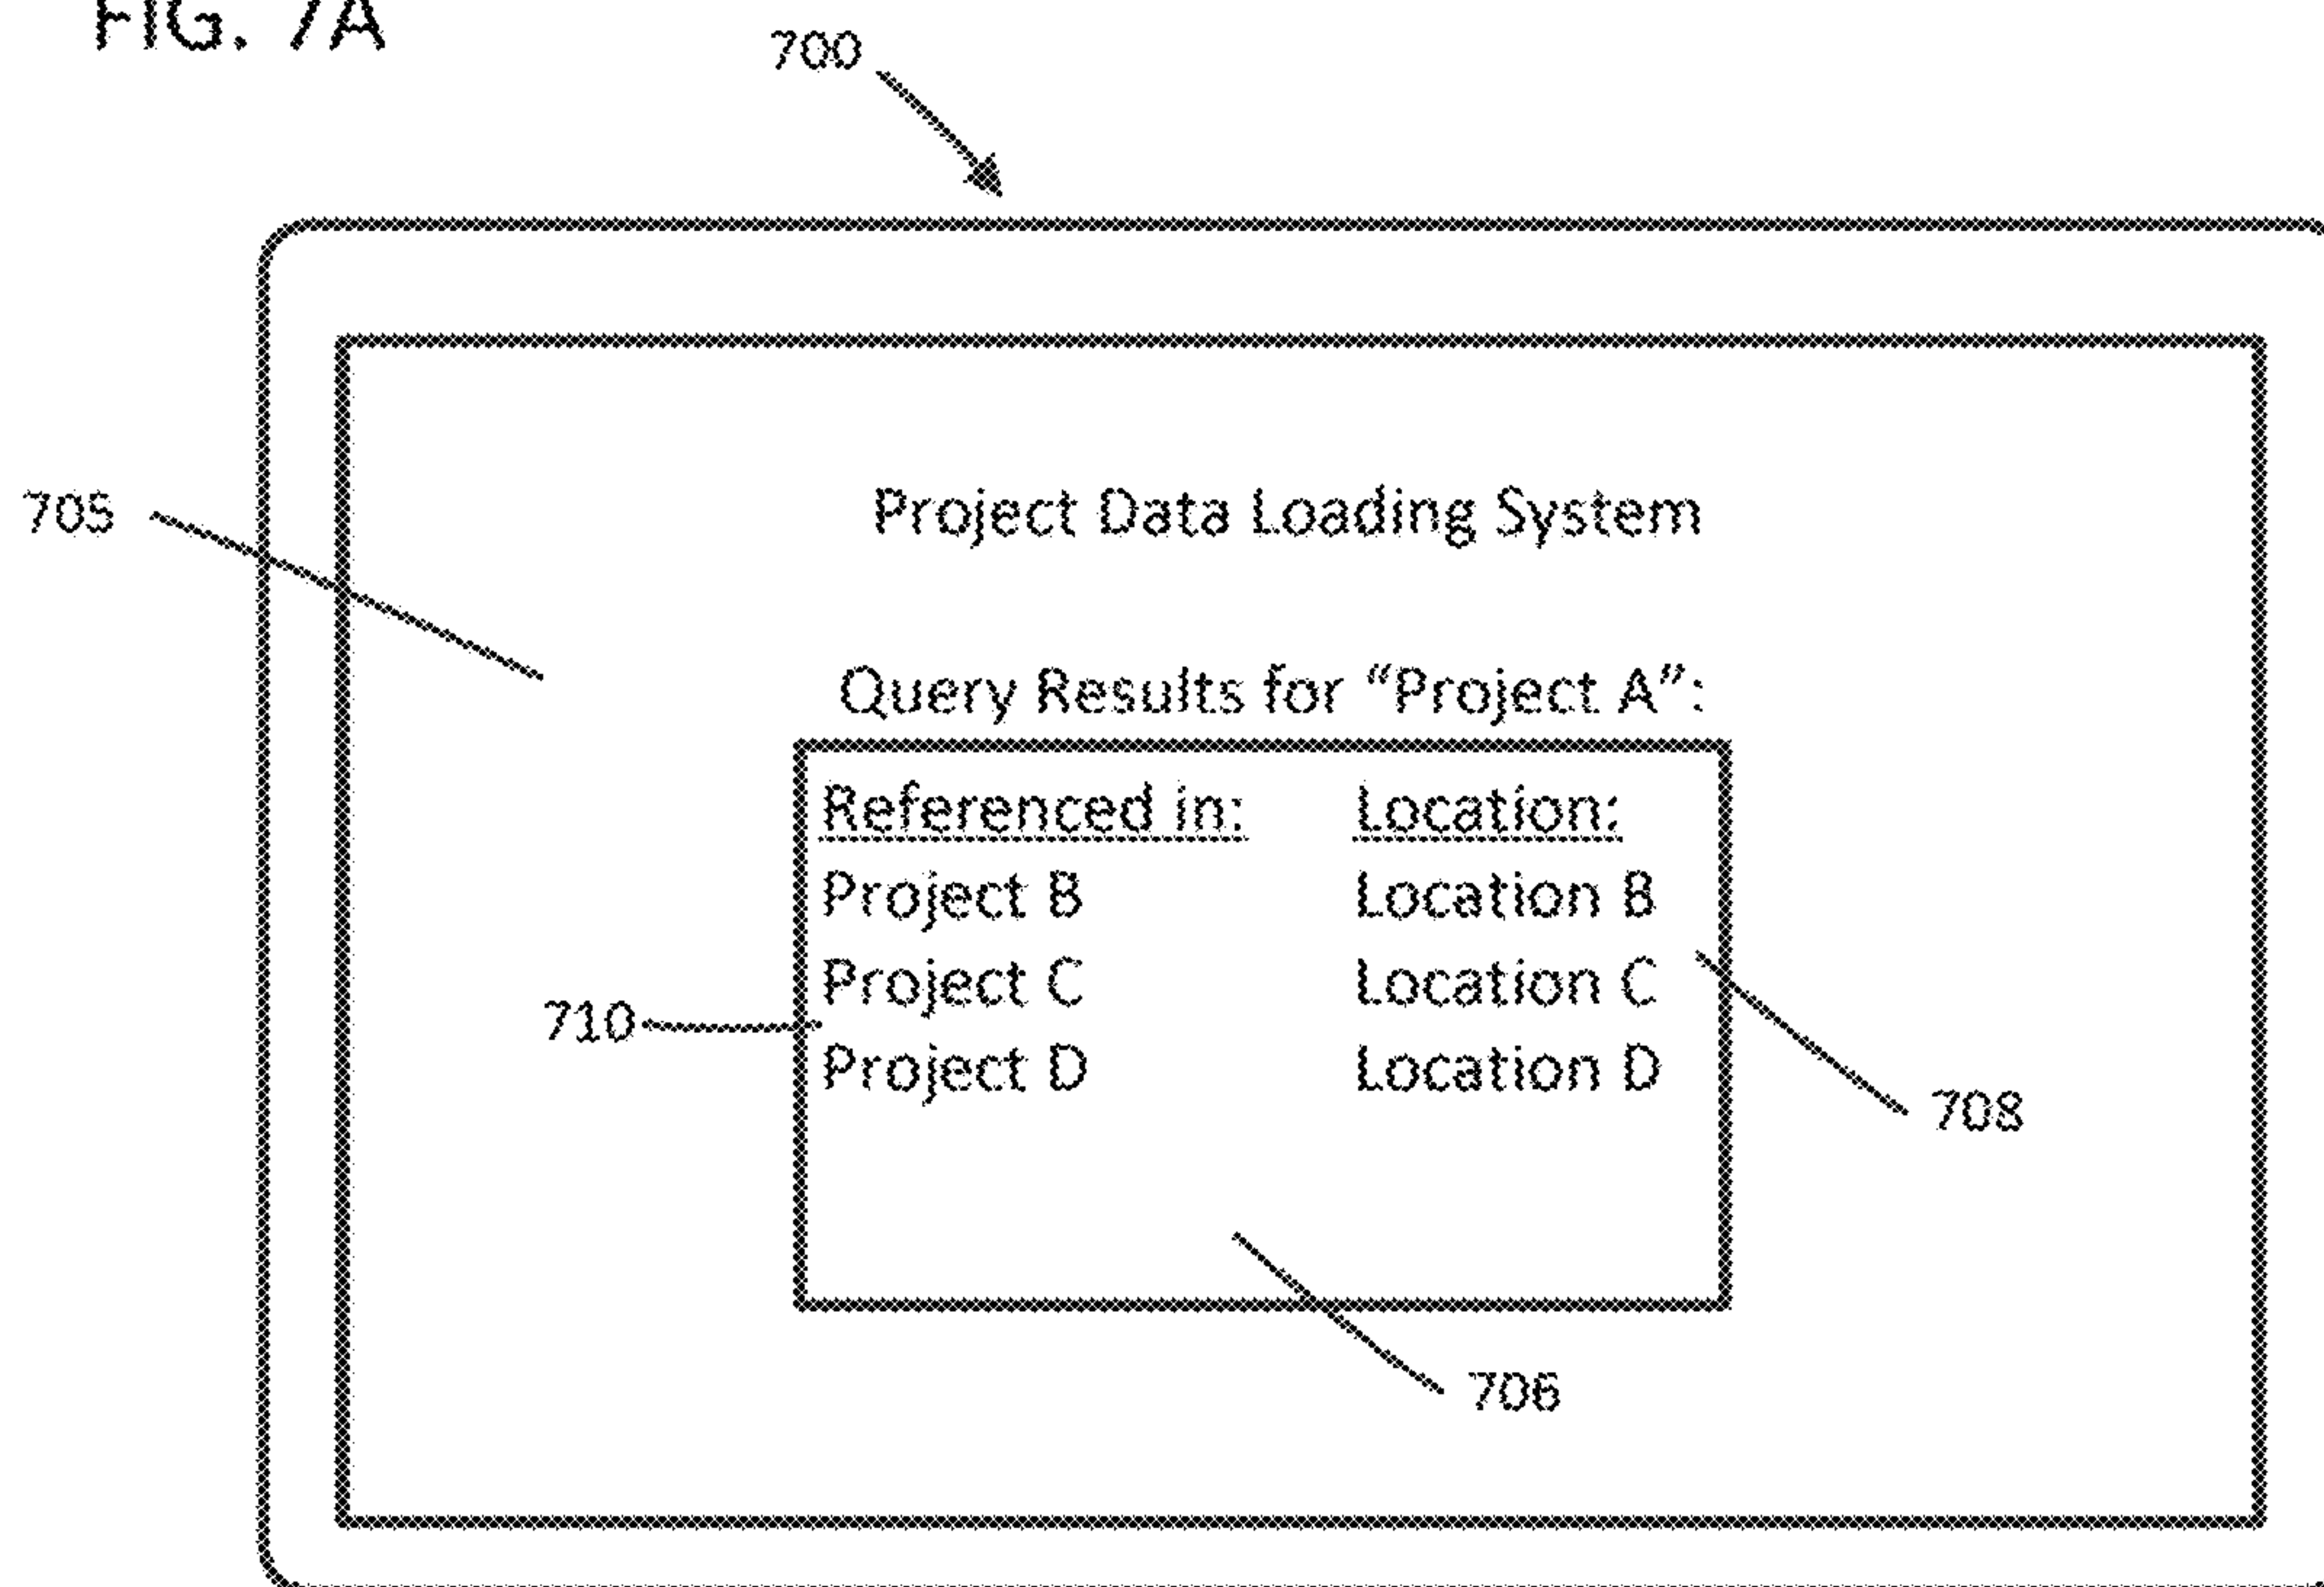 FIG. 7A
700
705
Project Data Loading System
Query Results for “Project A”:
Referenced in: Location:
Project B Location B
Project C Location C
710
Project D Location D
708
706